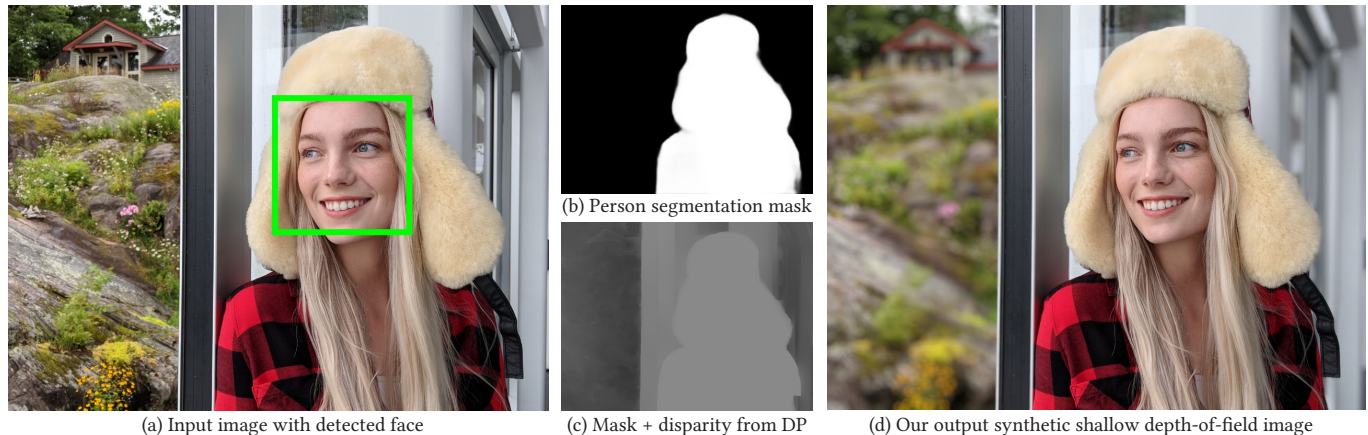 (b) Person segmentation mask
(a) Input image with detected face
(c) Mask + disparity from DP
(d) Our output synthetic shallow depth-of-field image